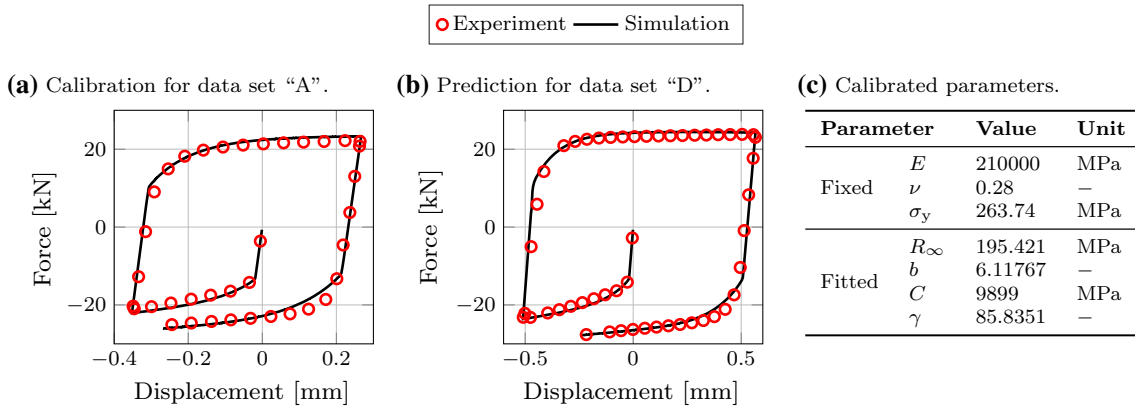 Experiment Simulation
(a) Calibration for data set “A”.
20
0
−20
−0.4 −0.2 0 0.2
Displacement [mm]
Force [kN]
(b) Prediction for data set “D”.
20
0
−20
−0.5 0 0.5
Displacement [mm]
Force [kN]
(c) Calibrated parameters.
Parameter Value Unit
Fixed
E 210000 MPa
ν 0.28 −
σy 263.74 MPa
Fitted
R∞ 195.421 MPa
b 6.11767 −
C 9899 MPa
γ 85.8351 −